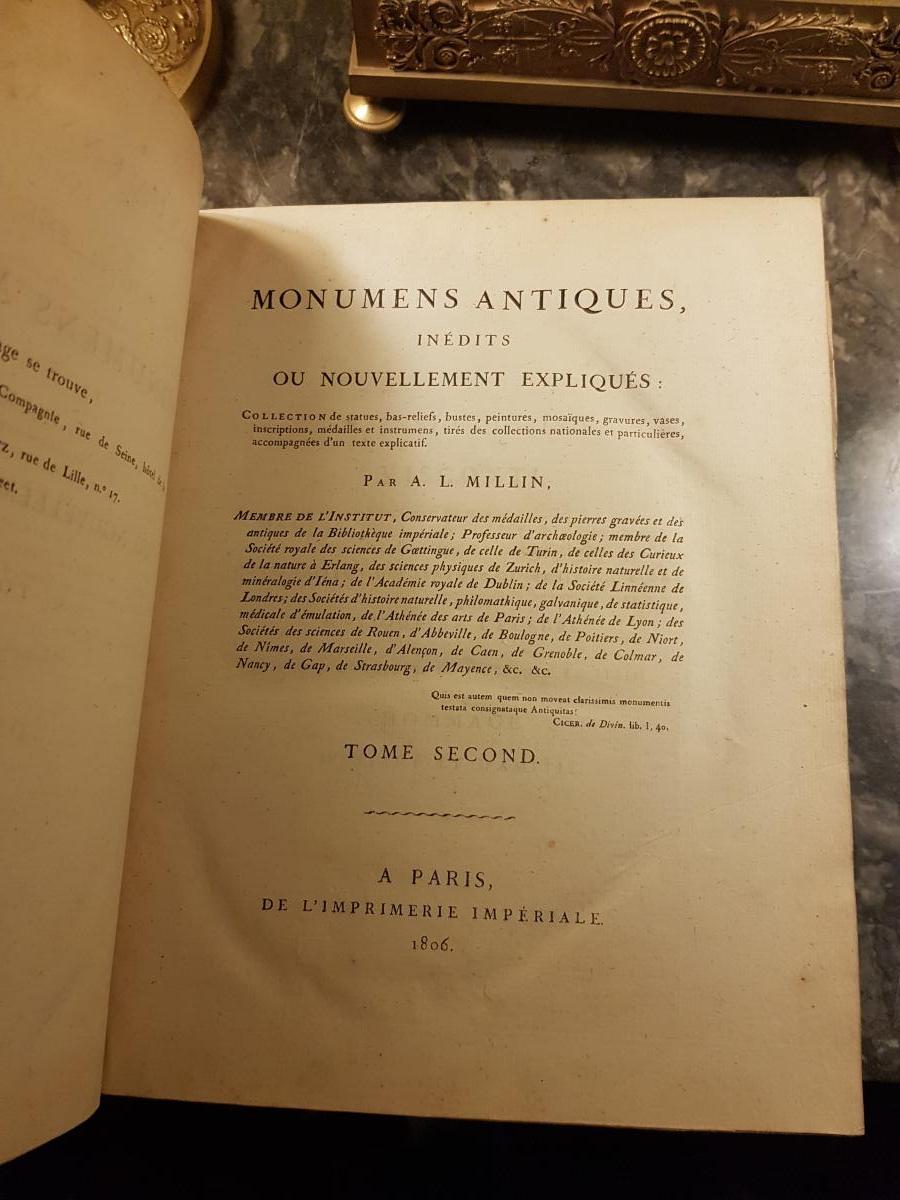 age se trouve,
Compagnie, rue de Seine, hôtel de
rz, rue de Lille, n.º 17.
eet.
MONUMENS ANTIQUES,
INÉDITS
OU NOUVELLEMENT EXPLIQUÉS :
COLLECTION de statues, bas-reliefs, bustes, peintures, mosaïques, gravures, vases,
inscriptions, médailles et instrumens, tirés des collections nationales et particulières,
accompagnées d'un texte explicatif.
PAR A. L. MILLIN,
MEMBRE DE L'INSTITUT, Conservateur des médailles, des pierres gravées et des
antiques de la Bibliothèque impériale; Professeur d'archæologie; membre de la
Société royale des sciences de Gœttingue, de celle de Turin, de celles des Curieux
de la nature à Erlang, des sciences physiques de Zurich, d'histoire naturelle et de
minéralogie d'Iéna; de l'Académie royale de Dublin; de la Société Linnéenne de
Londres; des Sociétés d'histoire naturelle, philomathique, galvanique, de statistique,
médicale d'émulation, de l'Athénée des arts de Paris; de l'Athénée de Lyon; des
Sociétés des sciences de Rouen, d'Abbeville, de Boulogne, de Poitiers, de Niort,
de Nîmes, de Marseille, d'Alençon, de Caen, de Grenoble, de Colmar, de
Nancy, de Gap, de Strasbourg, de Mayence, &c. &c.
Quis est autem quem non moveat clarissimis monumentis
testata consignataque Antiquitas!
CICER. de Divin. lib. I, 40.
TOME SECOND.
A PARIS,
DE L'IMPRIMERIE IMPÉRIALE.
1806.